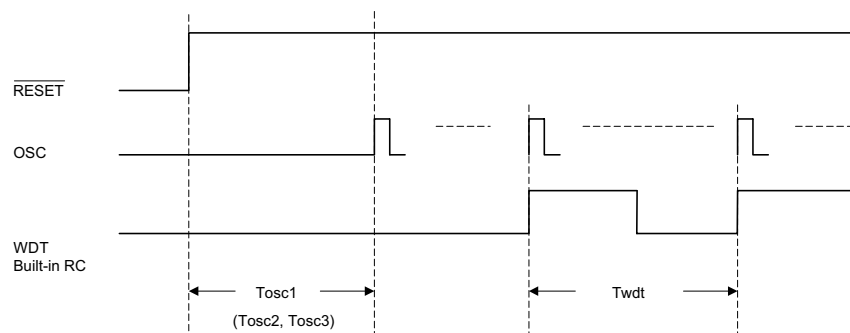 RESET
OSC
WDT
Built-in RC
Tosc1
Twdt
(Tosc2, Tosc3)